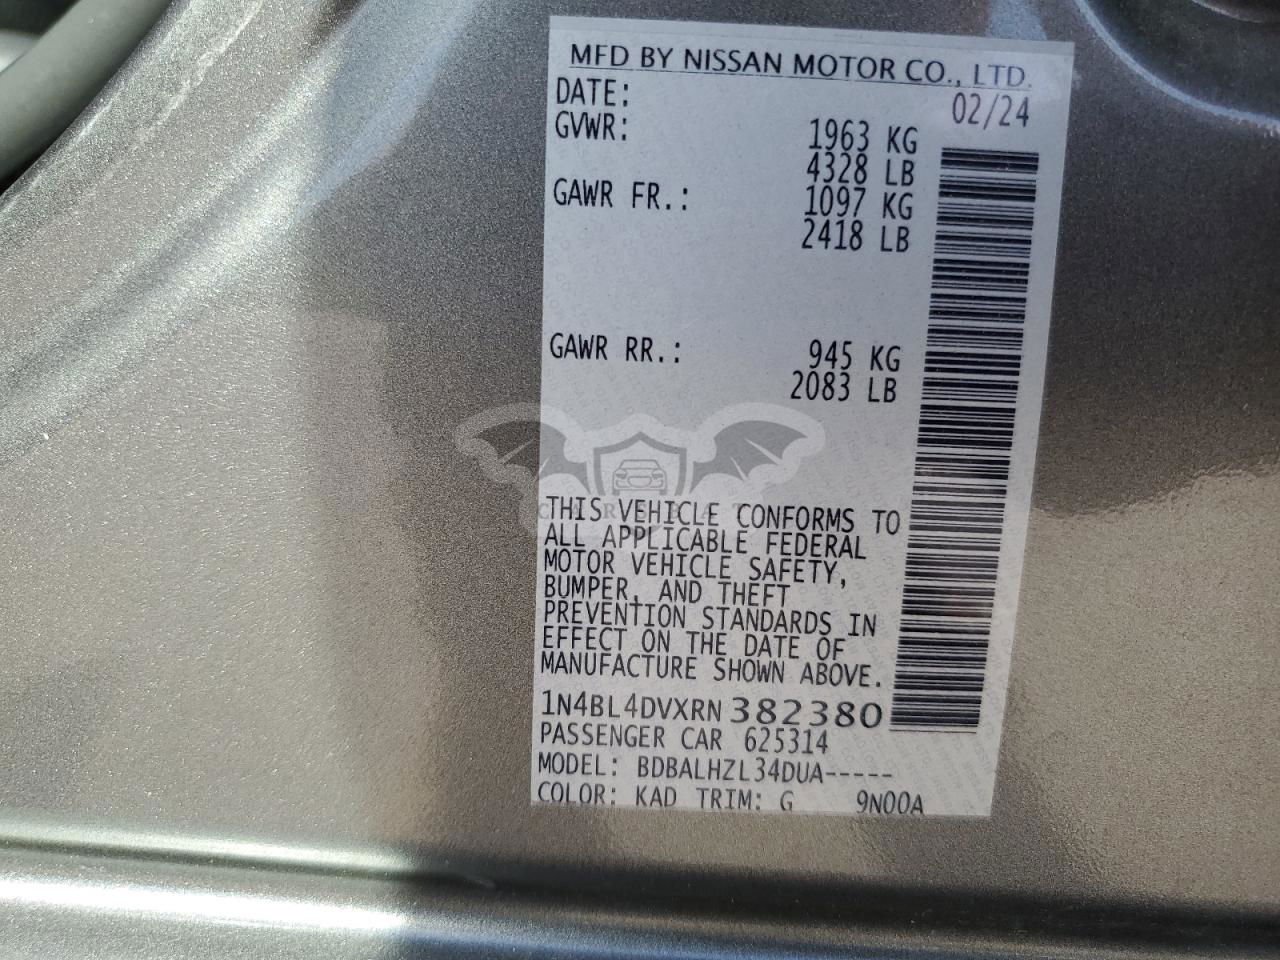 MFD BY NISSAN MOTOR CO., LTD.
DATE: 02/24
GVWR: 1963 KG
4328 LB
GAWR FR.: 1097 KG
2418 LB
GAWR RR.: 945 KG
2083 LB
THIS VEHICLE CONFORMS TO
ALL APPLICABLE FEDERAL
MOTOR VEHICLE SAFETY,
BUMPER, AND THEFT
PREVENTION STANDARDS IN
EFFECT ON THE DATE OF
MANUFACTURE SHOWN ABOVE.
1N4BL4DVXRN382380
PASSENGER CAR 625314
MODEL: BDBALHZL34DUA-----
COLOR: KAD TRIM: G 9N00A